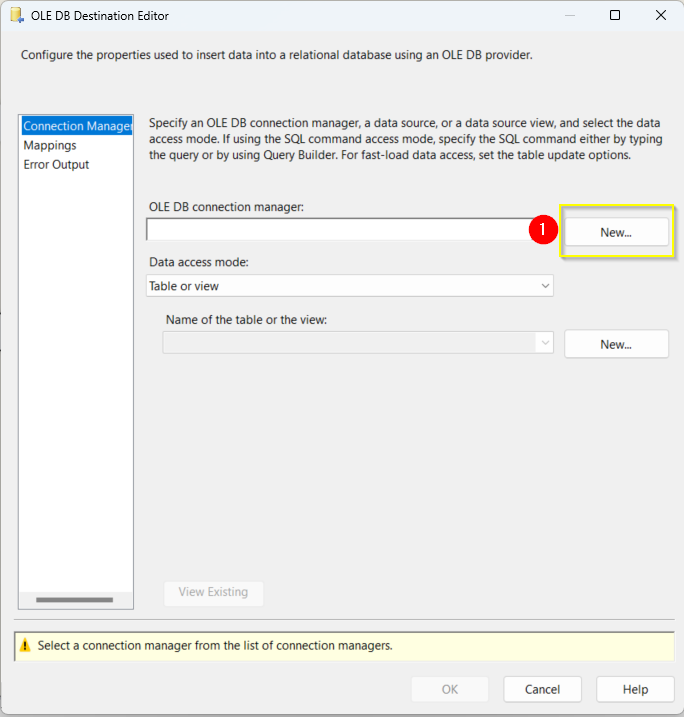 OLE DB Destination Editor
Configure the properties used to insert data into a relational database using an OLE DB provider.
Connection Manager
Mappings
Error Output
Specify an OLE DB connection manager, a data source, or a data source view, and select the data
access mode. If using the SQL command access mode, specify the SQL command either by typing
the query or by using Query Builder. For fast-load data access, set the table update options.
OLE DB connection manager:
1
New...
Data access mode:
Table or view
Name of the table or the view:
New...
View Existing
Select a connection manager from the list of connection managers.
OK
Cancel
Help